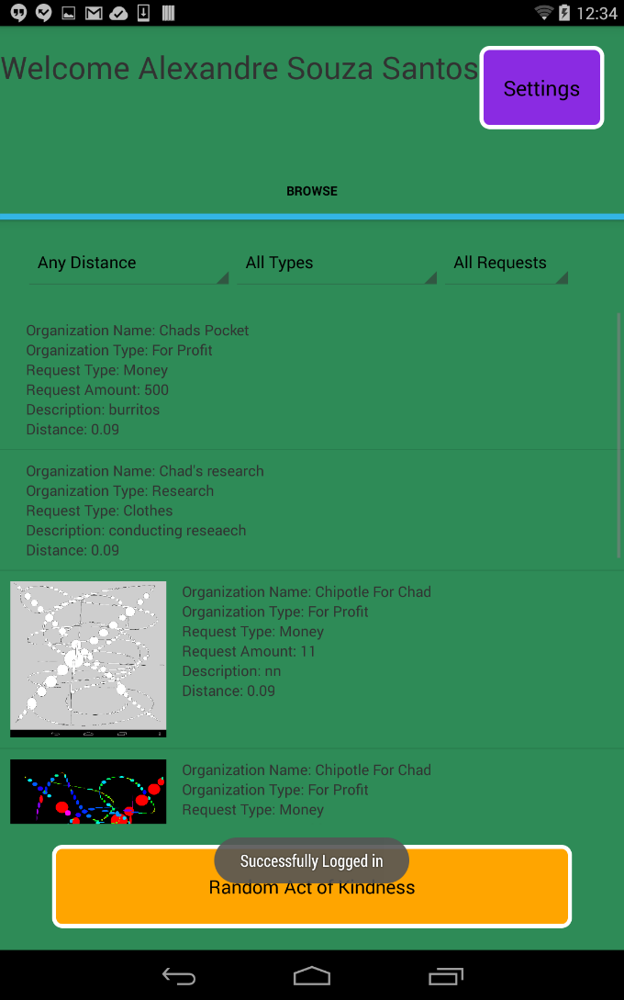 12:34
Welcome Alexandre Souza Santos
Settings
BROWSE
Any Distance
All Types
All Requests
Organization Name: Chads Pocket
Organization Type: For Profit
Request Type: Money
Request Amount: 500
Description: burritos
Distance: 0.09
Organization Name: Chad's research
Organization Type: Research
Request Type: Clothes
Description: conducting reseaech
Distance: 0.09
Organization Name: Chipotle For Chad
Organization Type: For Profit
Request Type: Money
Request Amount: 11
Description: nn
Distance: 0.09
Organization Name: Chipotle For Chad
Organization Type: For Profit
Request Type: Money
Successfully Logged in
Random Act of Kindness